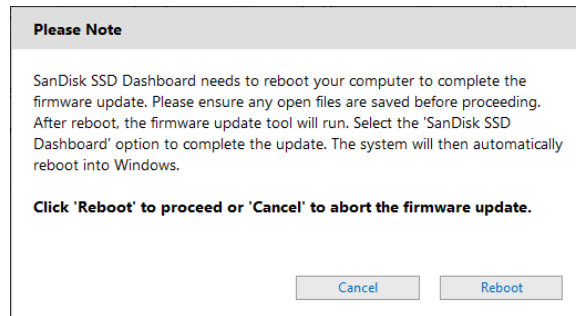 Please Note
SanDisk SSD Dashboard needs to reboot your computer to complete the
firmware update. Please ensure any open files are saved before proceeding.
After reboot, the firmware update tool will run. Select the 'SanDisk SSD
Dashboard' option to complete the update. The system will then automatically
reboot into Windows.
Click 'Reboot' to proceed or 'Cancel' to abort the firmware update.
Cancel
Reboot